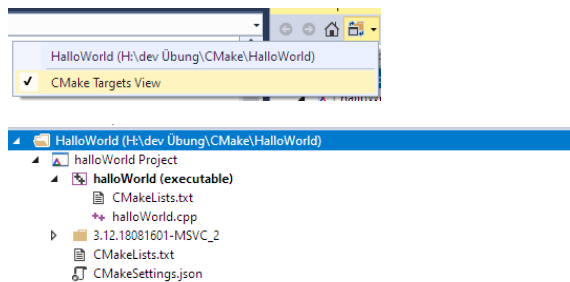 HalloWorld (H:\dev Übung\CMake\HalloWorld)
CMake Targets View
HalloWorld (H:\dev Übung\CMake\HalloWorld)
halloWorld Project
halloWorld (executable)
CMakeLists.txt
halloWorld.cpp
3.12.18081601-MSVC_2
CMakeLists.txt
CMakeSettings.json